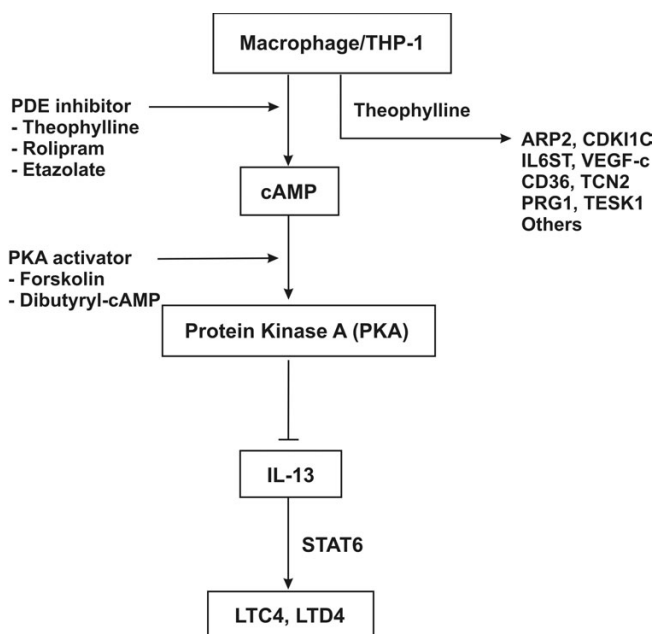 Macrophage/THP-1
PDE inhibitor
- Theophylline
- Rolipram
- Etazolate
Theophylline
ARP2, CDKI1C
IL6ST, VEGF-c
CD36, TCN2
PRG1, TESK1
Others
cAMP
PKA activator
- Forskolin
- Dibutyryl-cAMP
Protein Kinase A (PKA)
IL-13
STAT6
LTC4, LTD4